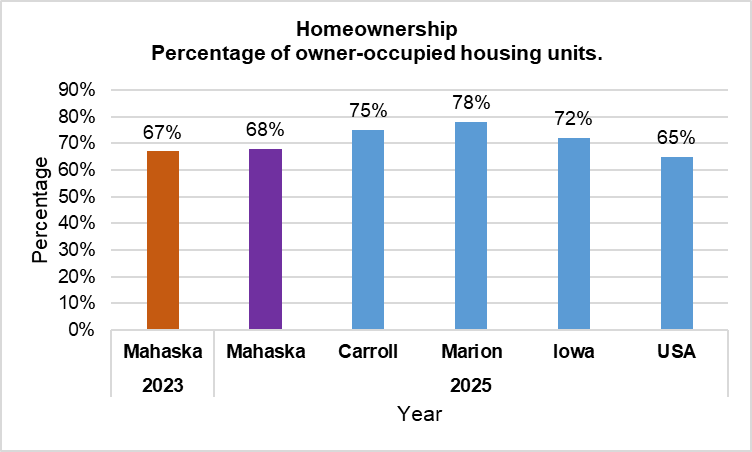 Homeownership
Percentage of owner-occupied housing units.
90%
80%
70%
60%
50%
40%
30%
20%
10%
0%
Percentage
67%
68%
75%
78%
72%
65%
Mahaska
Mahaska
Carroll
Marion
Iowa
USA
2023
2025
Year